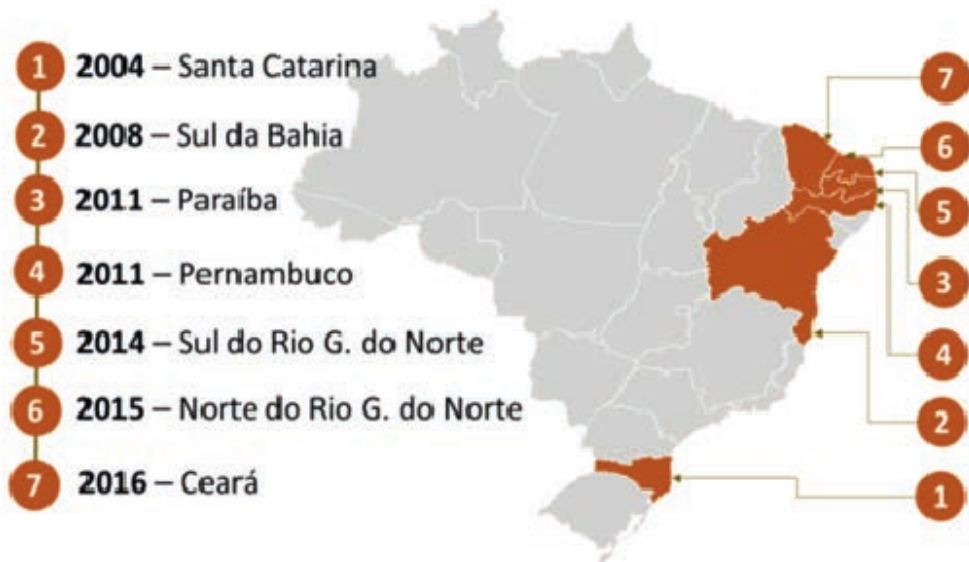 1 2004 – Santa Catarina
2 2008 – Sul da Bahia
3 2011 – Paraíba
4 2011 – Pernambuco
5 2014 – Sul do Rio G. do Norte
6 2015 – Norte do Rio G. do Norte
7 2016 – Ceará
7
6
5
3
4
2
1